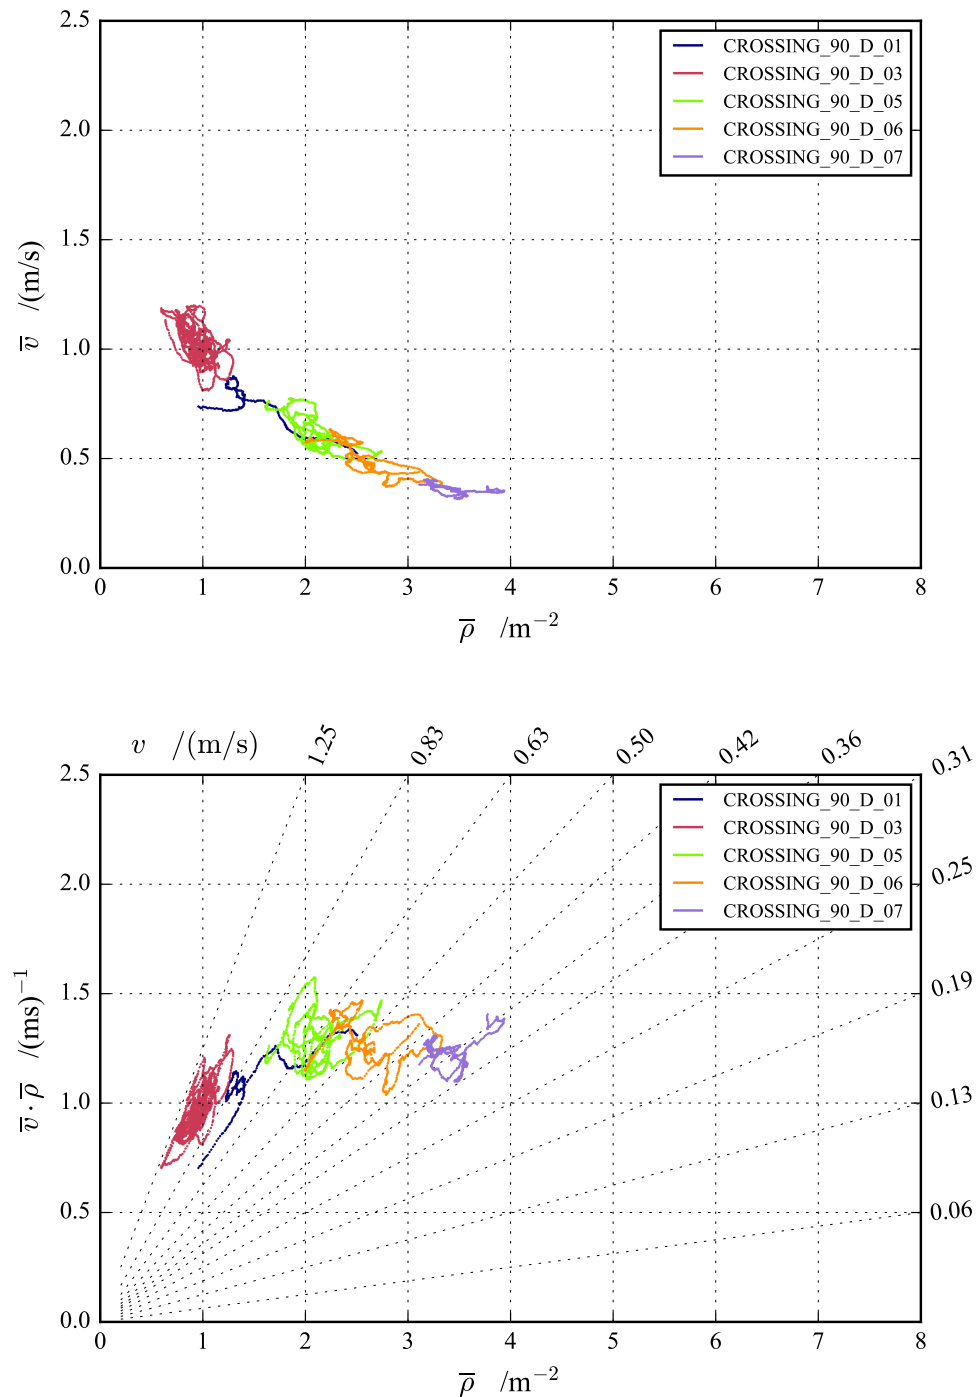 2.5
2.0
1.5
1.0
0.5
0.0
v̅ /(m/s)
CROSSING_90_D_01
CROSSING_90_D_03
CROSSING_90_D_05
CROSSING_90_D_06
CROSSING_90_D_07
0 1 2 3 4 5 6 7 8
ρ̅ /m⁻²
v /(m/s) 1.25 0.83 0.63 0.50 0.42 0.36 0.31
2.5
2.0
1.5
1.0
0.5
0.0
v̅ · ρ̅ /(ms)⁻¹
CROSSING_90_D_01
CROSSING_90_D_03
CROSSING_90_D_05
CROSSING_90_D_06
CROSSING_90_D_07
0.25
0.19
0.13
0.06
0 1 2 3 4 5 6 7 8
ρ̅ /m⁻²